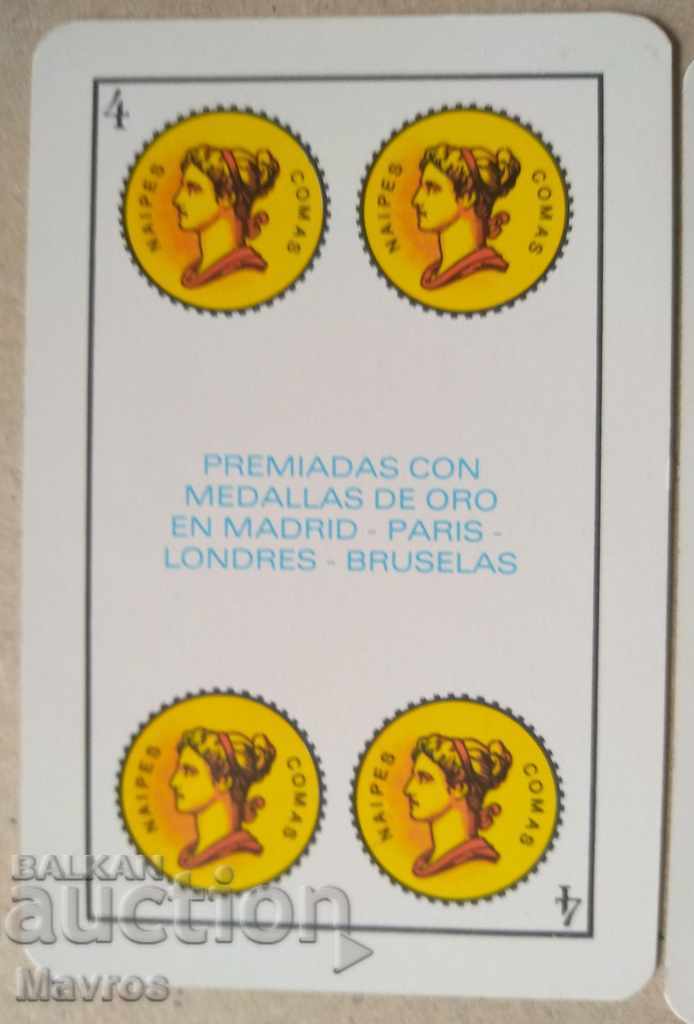 4
NAIPES COMAS
NAIPES COMAS
PREMIADAS CON
MEDALLAS DE ORO
EN MADRID - PARIS -
LONDRES - BRUSELAS
NAIPES COMAS
NAIPES COMAS
4
BALKAN
auction
Mavros